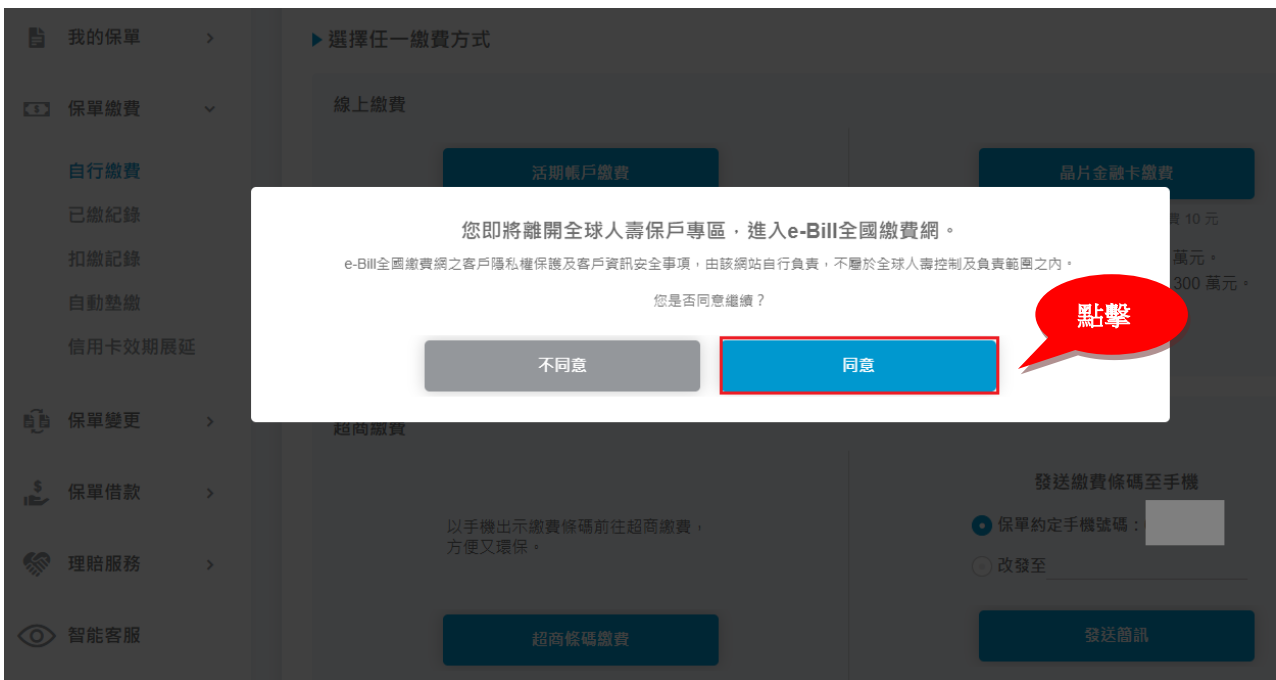 我的保單
保單繳費
自行繳費
已繳紀錄
扣繳記錄
自動墊繳
信用卡效期展延
保單變更
保單借款
理賠服務
智能客服
選擇任一繳費方式
線上繳費
活期帳戶繳費
晶片金融卡繳費
費 10 元
萬元。
300 萬元。
您即將離開全球人壽保戶專區,進入e-Bill全國繳費網。
e-Bill全國繳費網之客戶隱私權保護及客戶資訊安全事項,由該網站自行負責,不屬於全球人壽控制及負責範圍之內。
您是否同意繼續?
不同意
同意
點擊
超商繳費
以手機出示繳費條碼前往超商繳費,
方便又環保。
超商條碼繳費
發送繳費條碼至手機
保單約定手機號碼:
改發至
發送簡訊